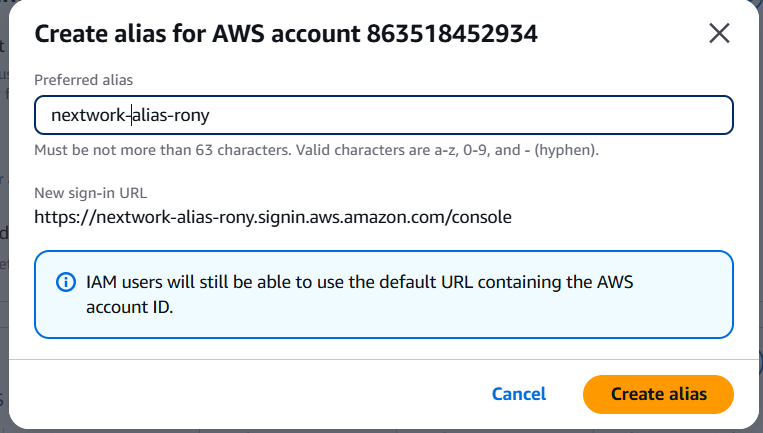 Create alias for AWS account 863518452934
Preferred alias
nextwork-alias-rony
Must be not more than 63 characters. Valid characters are a-z, 0-9, and - (hyphen).
New sign-in URL
https://nextwork-alias-rony.signin.aws.amazon.com/console
IAM users will still be able to use the default URL containing the AWS
account ID.
Cancel
Create alias